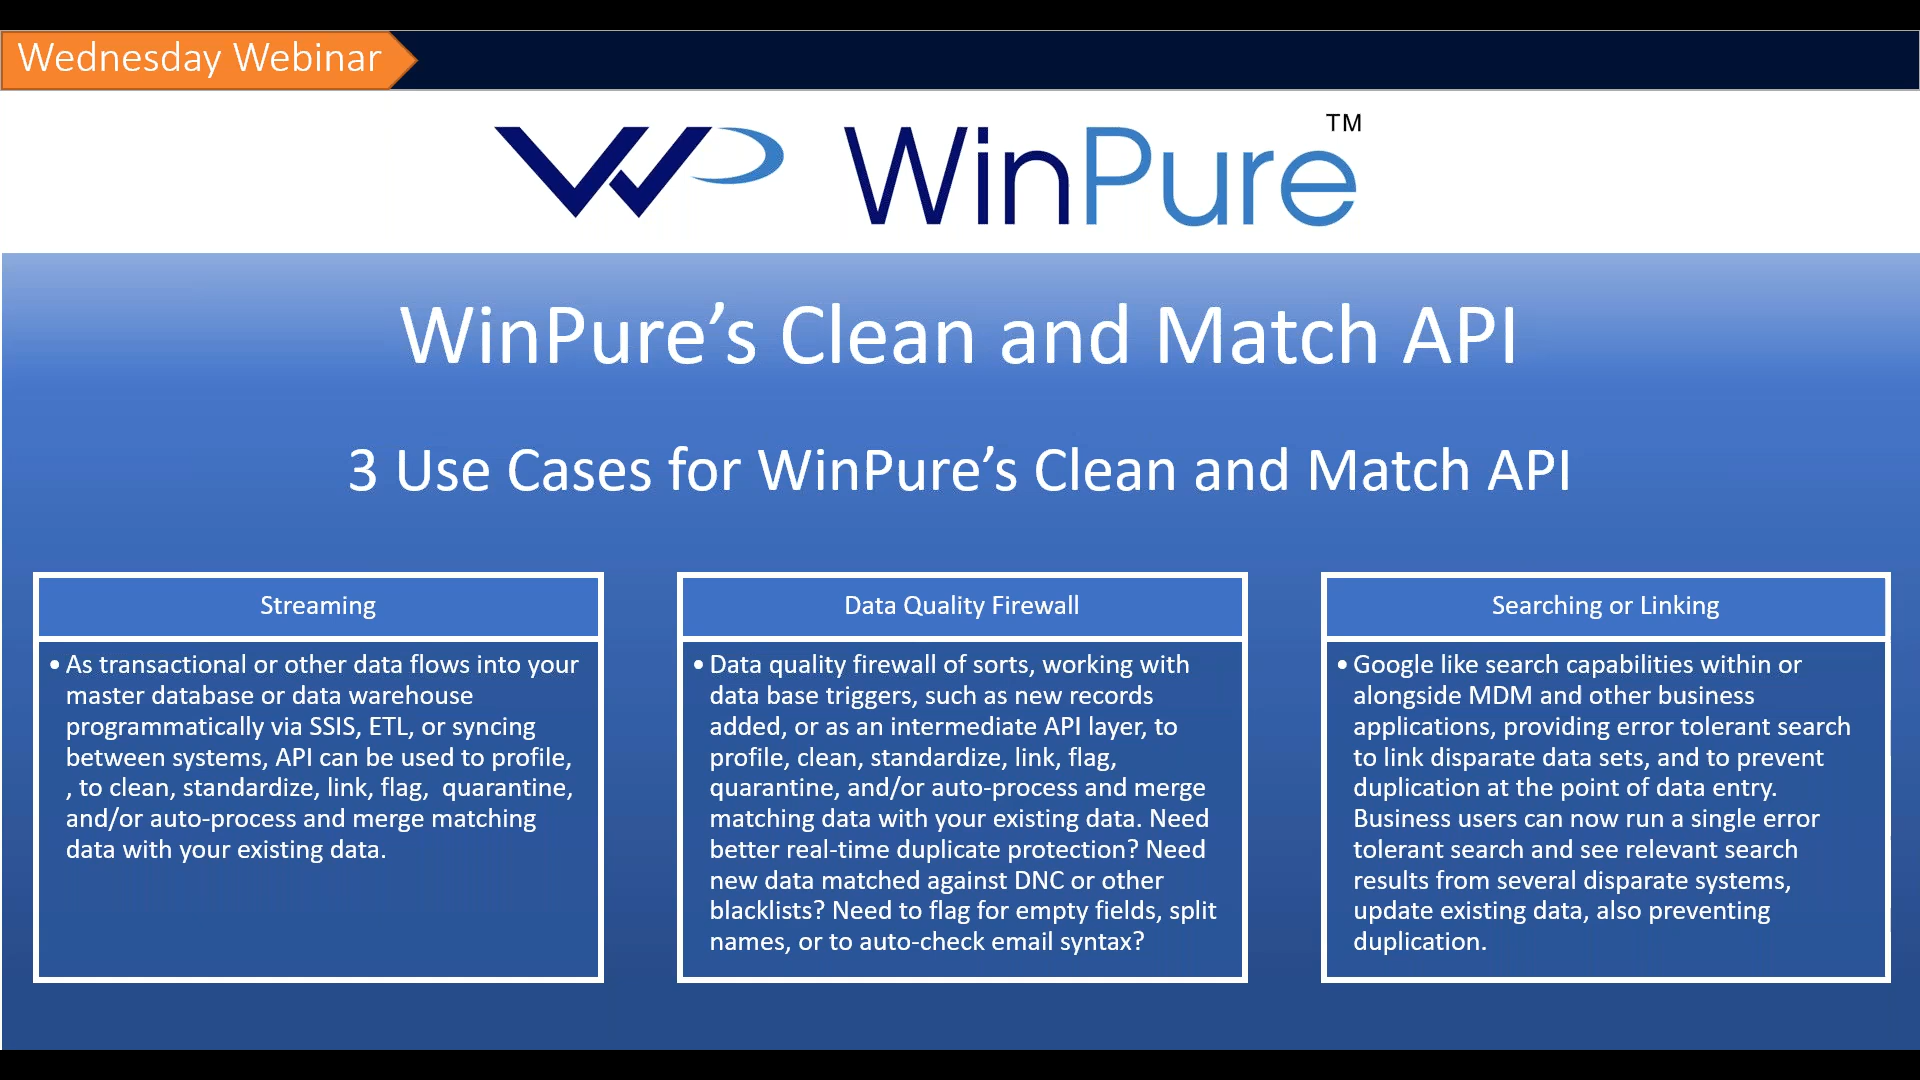 Wednesday Webinar
WinPure
TM
WinPure’s Clean and Match API
3 Use Cases for WinPure’s Clean and Match API
Streaming
• As transactional or other data flows into your
master database or data warehouse
programmatically via SSIS, ETL, or syncing
between systems, API can be used to profile,
, to clean, standardize, link, flag,  quarantine,
and/or auto-process and merge matching
data with your existing data.
Data Quality Firewall
• Data quality firewall of sorts, working with
data base triggers, such as new records
added, or as an intermediate API layer, to
profile, clean, standardize, link, flag,
quarantine, and/or auto-process and merge
matching data with your existing data. Need
better real-time duplicate protection? Need
new data matched against DNC or other
blacklists? Need to flag for empty fields, split
names, or to auto-check email syntax?
Searching or Linking
• Google like search capabilities within or
alongside MDM and other business
applications, providing error tolerant search
to link disparate data sets, and to prevent
duplication at the point of data entry.
Business users can now run a single error
tolerant search and see relevant search
results from several disparate systems,
update existing data, also preventing
duplication.